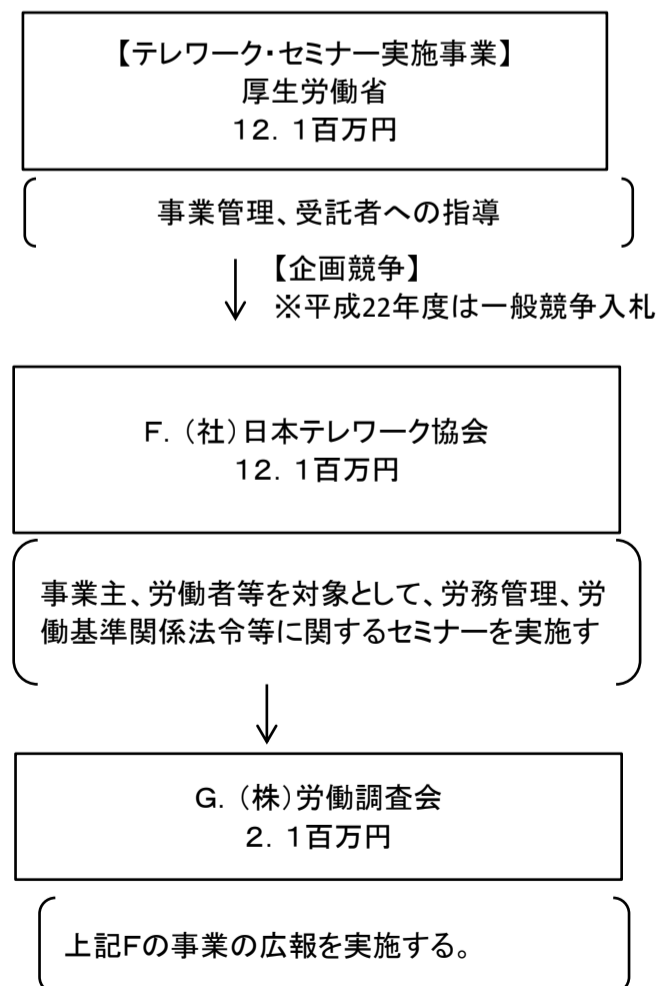 【テレワーク・セミナー実施事業】
厚生労働省
１２．１百万円
事業管理、受託者への指導
【企画競争】
※平成22年度は一般競争入札
Ｆ．（社）日本テレワーク協会
１２．１百万円
事業主、労働者等を対象として、労務管理、労
働基準関係法令等に関するセミナーを実施す
Ｇ．（株）労働調査会
２．１百万円
上記Ｆの事業の広報を実施する。